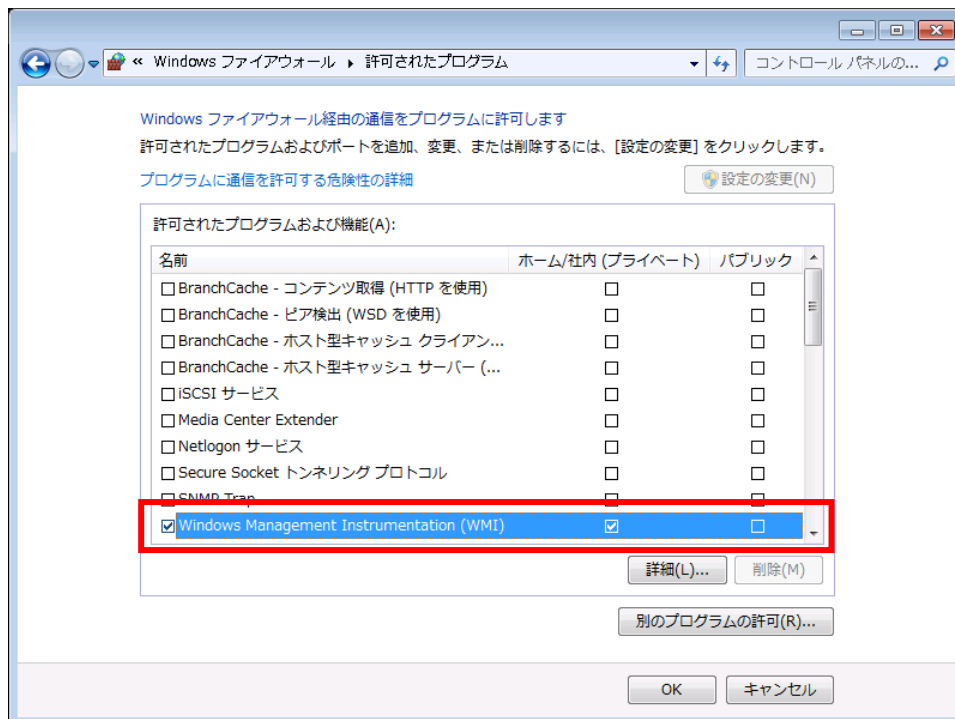 « Windows ファイアウォール ▸ 許可されたプログラム
コントロール パネルの...
Windows ファイアウォール経由の通信をプログラムに許可します
許可されたプログラムおよびポートを追加、変更、または削除するには、[設定の変更] をクリックします。
プログラムに通信を許可する危険性の詳細
設定の変更(N)
許可されたプログラムおよび機能(A):
名前 ホーム/社内 (プライベート) パブリック
BranchCache - コンテンツ取得 (HTTP を使用)
BranchCache - ピア検出 (WSD を使用)
BranchCache - ホスト型キャッシュ クライアン...
BranchCache - ホスト型キャッシュ サーバー (...
iSCSI サービス
Media Center Extender
Netlogon サービス
Secure Socket トンネリング プロトコル
SNMP Trap
Windows Management Instrumentation (WMI)
詳細(L)... 削除(M)
別のプログラムの許可(R)...
OK キャンセル